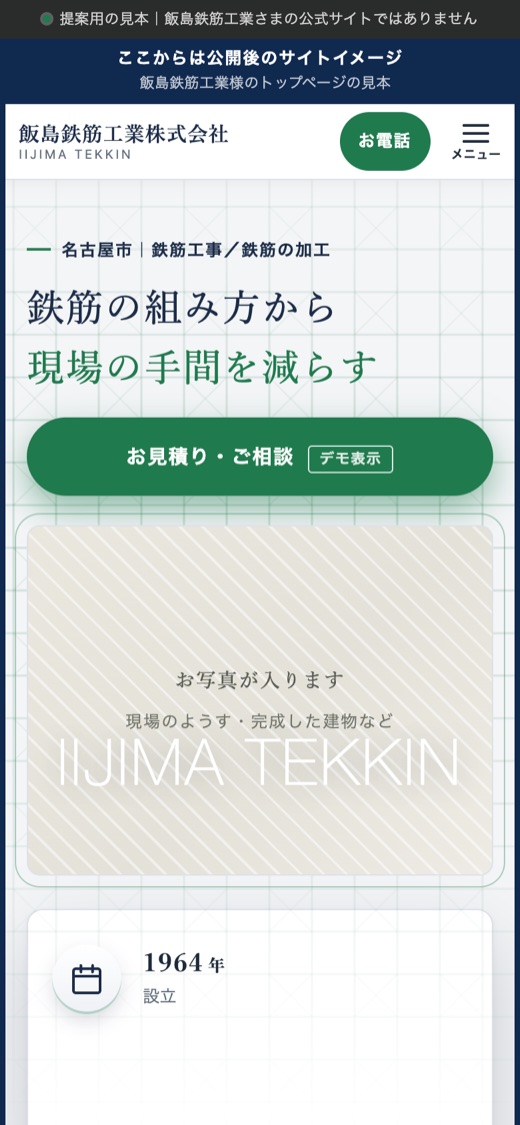 提案用の見本｜飯島鉄筋工業さまの公式サイトではありません
ここからは公開後のサイトイメージ
飯島鉄筋工業様のトップページの見本
飯島鉄筋工業株式会社
IIJIMA TEKKIN
お電話
メニュー
名古屋市｜鉄筋工事／鉄筋の加工
鉄筋の組み方から
現場の手間を減らす
お見積り・ご相談 デモ表示
お写真が入ります
現場のようす・完成した建物など
IIJIMA TEKKIN
1964 年
設立